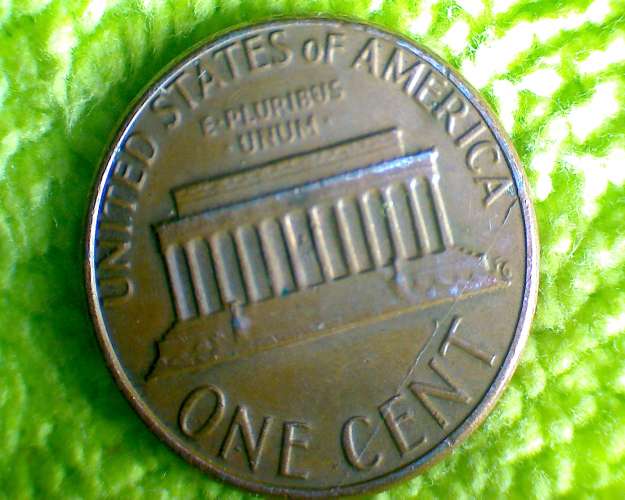 UNITED STATES OF AMERICA
E·PLURIBUS
·UNUM·
ONE CENT